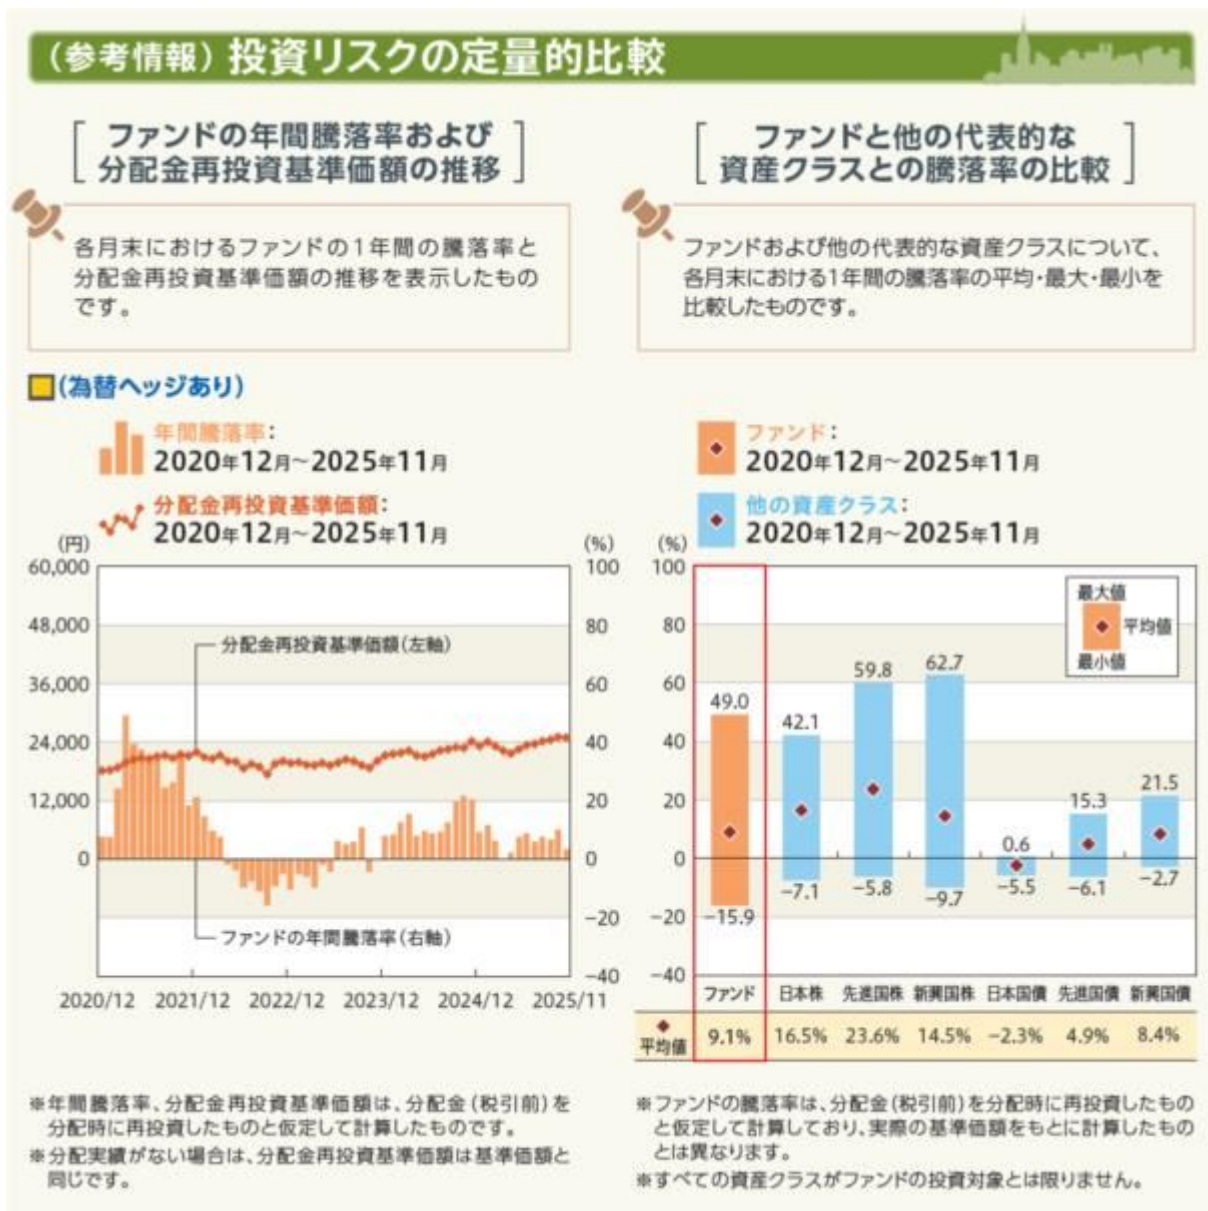 （参考情報）投資リスクの定量的比較
ファンドの年間騰落率および
分配金再投資基準価額の推移
各月末におけるファンドの1年間の騰落率と
分配金再投資基準価額の推移を表示したもの
です。
ファンドと他の代表的な
資産クラスとの騰落率の比較
ファンドおよび他の代表的な資産クラスについて、
各月末における1年間の騰落率の平均・最大・最小を
比較したものです。
（為替ヘッジあり）
年間騰落率：
2020年12月～2025年11月
分配金再投資基準価額：
2020年12月～2025年11月
(円)
(%)
60,000
48,000
36,000
24,000
12,000
0
100
80
60
40
20
0
−20
−40
分配金再投資基準価額（左軸）
ファンドの年間騰落率（右軸）
2020/12 2021/12 2022/12 2023/12 2024/12 2025/11
ファンド：
2020年12月～2025年11月
他の資産クラス：
2020年12月～2025年11月
(%)
100
80
60
40
20
0
−20
−40
最大値
平均値
最小値
49.0 42.1 59.8 62.7 0.6 15.3 21.5
−15.9 −7.1 −5.8 −9.7 −5.5 −6.1 −2.7
ファンド 日本株 先進国株 新興国株 日本国債 先進国債 新興国債
平均値 9.1% 16.5% 23.6% 14.5% −2.3% 4.9% 8.4%
※年間騰落率、分配金再投資基準価額は、分配金（税引前）を
分配時に再投資したものと仮定して計算したものです。
※分配実績がない場合は、分配金再投資基準価額は基準価額と
同じです。
※ファンドの騰落率は、分配金（税引前）を分配時に再投資したもの
と仮定して計算しており、実際の基準価額をもとに計算したもの
とは異なります。
※すべての資産クラスがファンドの投資対象とは限りません。